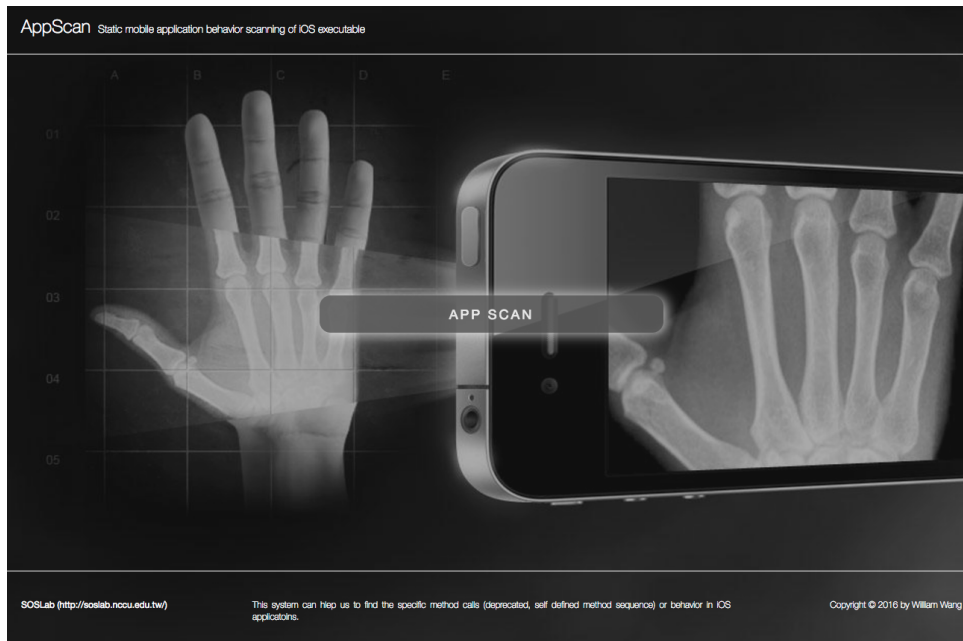 AppScan Static mobile application behavior scanning of iOS executable
A B C D E
01
02
03
APP SCAN
04
05
SOSLab (http://soslab.nccu.edu.tw/)
This system can hlep us to find the specific method calls (deprecated, self defined method sequence) or behavior in iOS
applicatoins.
Copyright © 2016 by William Wang